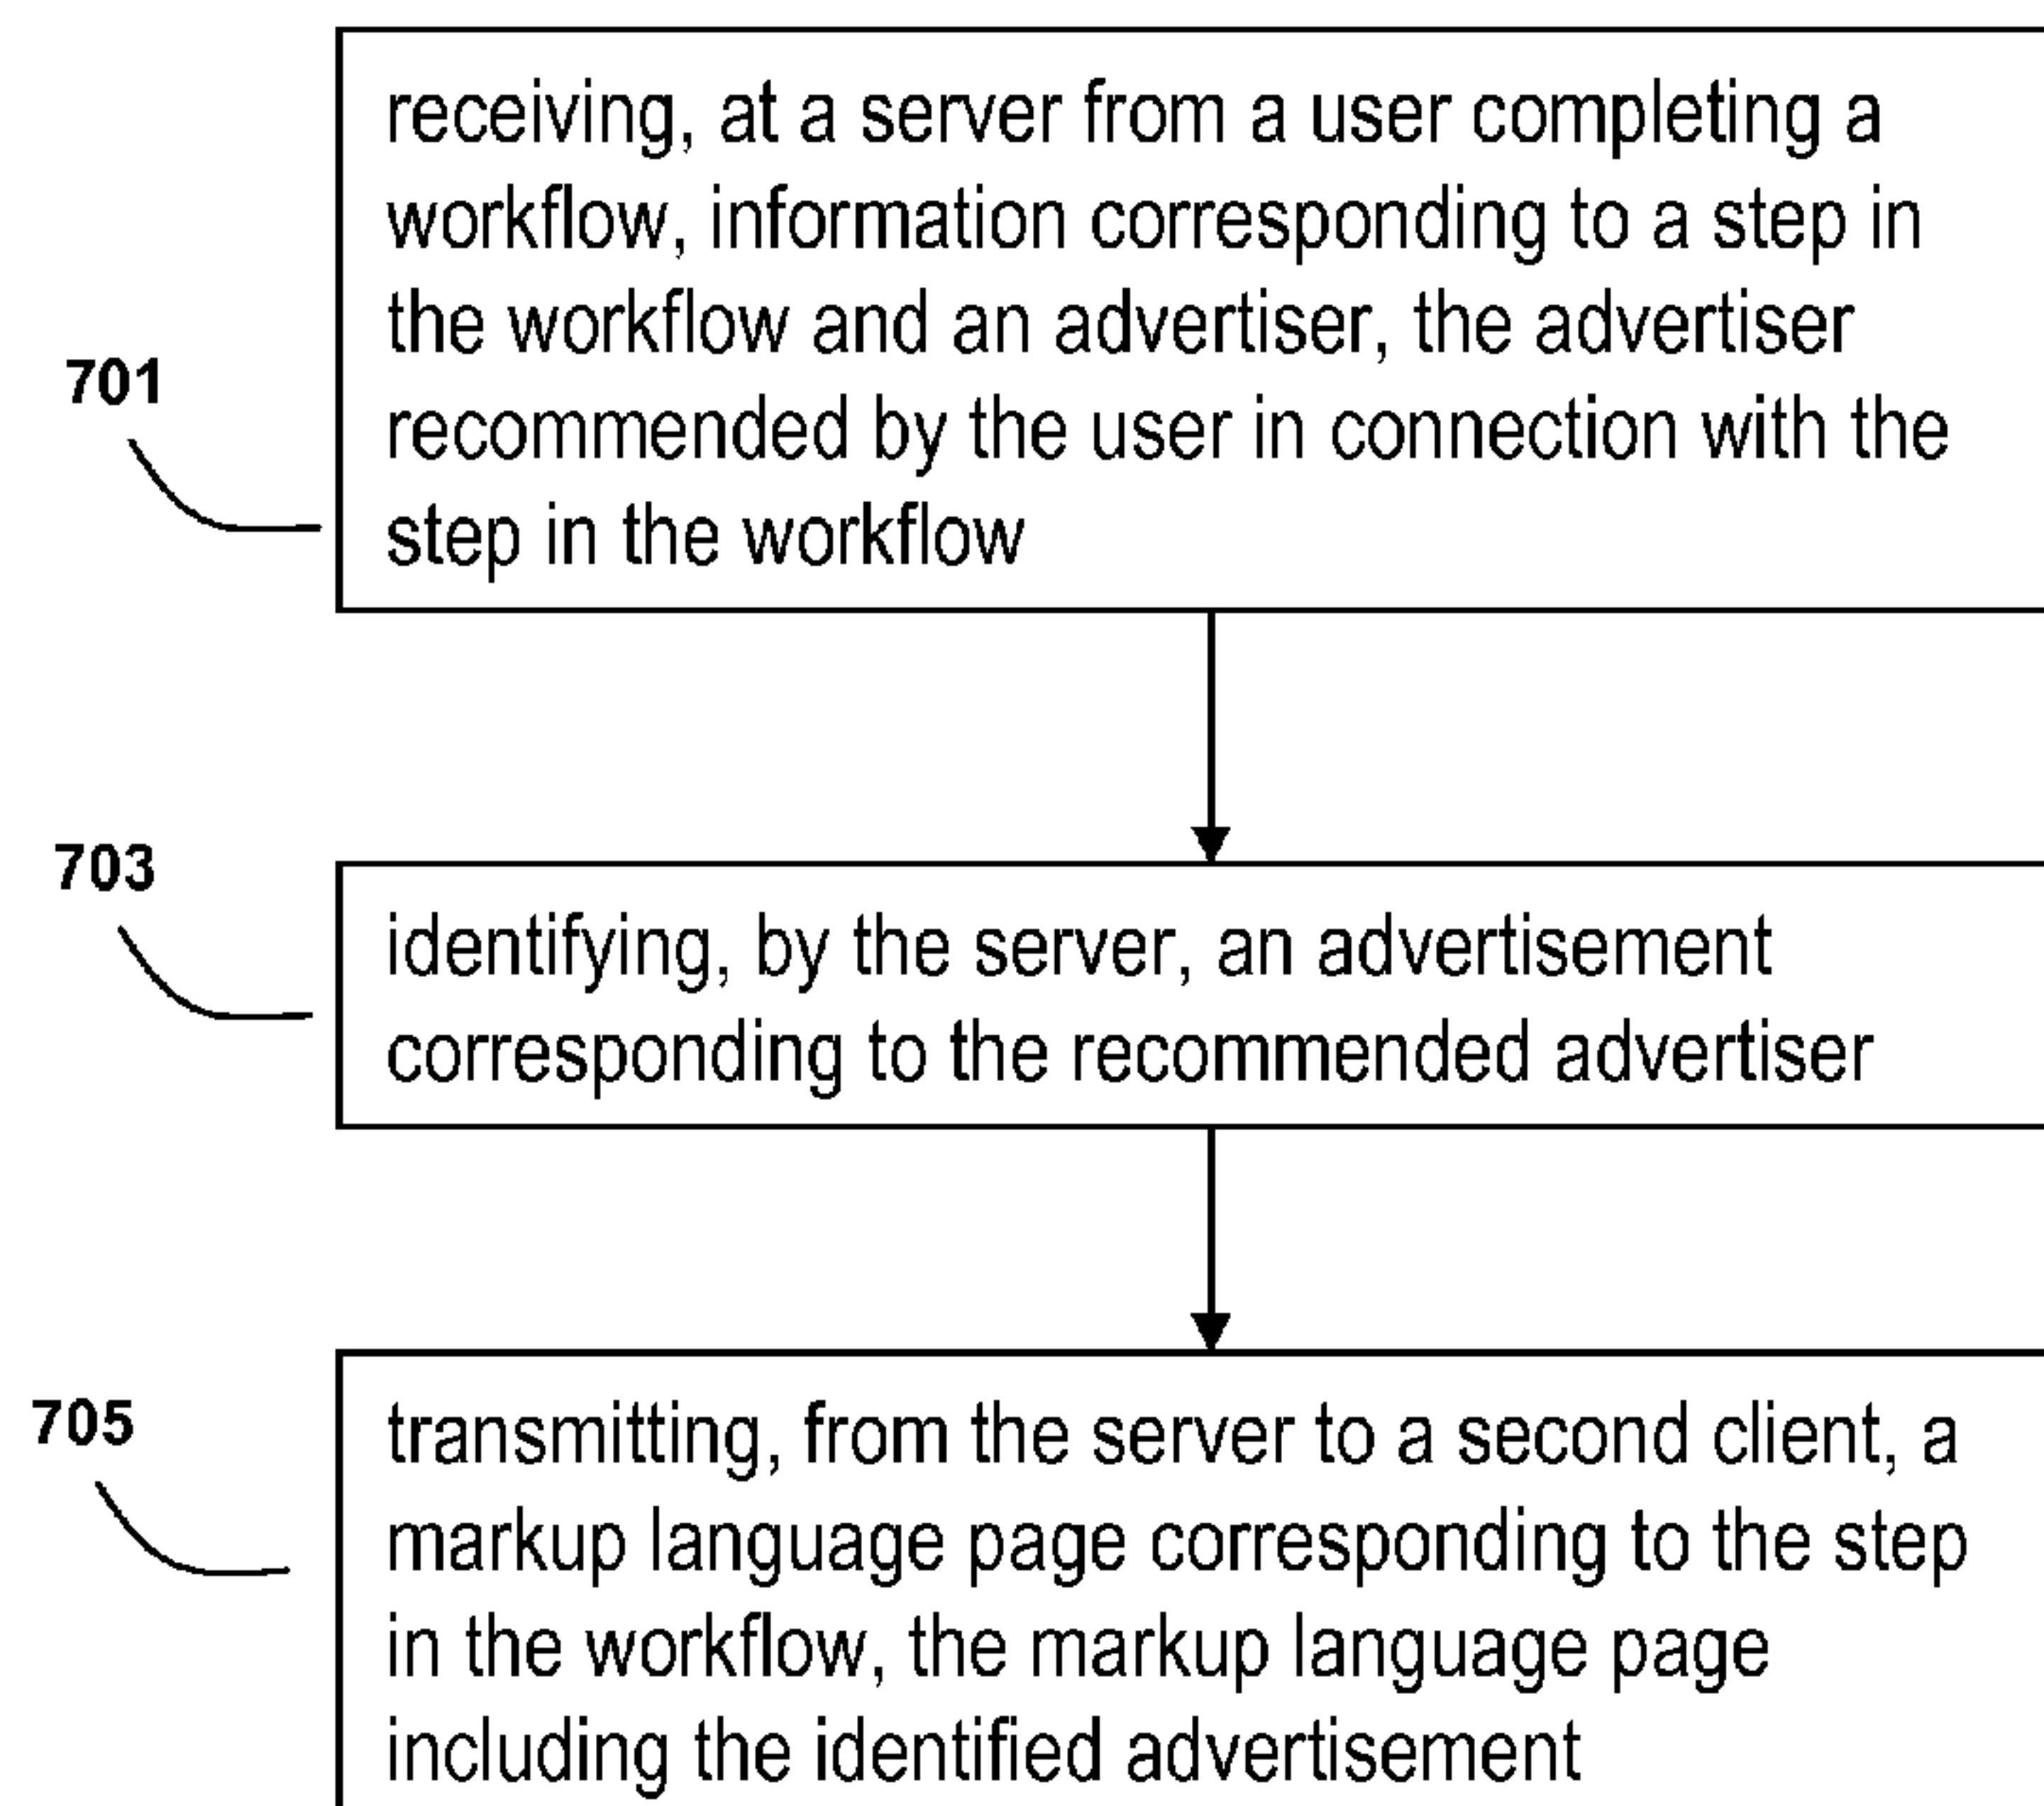 receiving, at a server from a user completing a
workflow, information corresponding to a step in
the workflow and an advertiser, the advertiser
701
recommended by the user in connection with the
step in the workflow
703
identifying, by the server, an advertisement
corresponding to the recommended advertiser
705
transmitting, from the server to a second client, a
markup language page corresponding to the step
in the workflow, the markup language page
including the identified advertisement